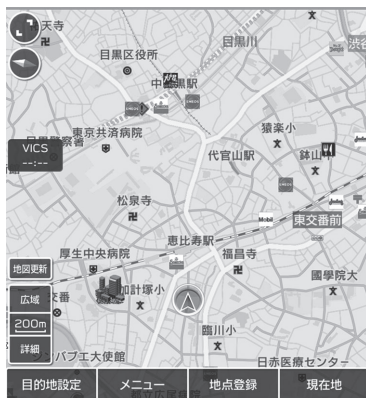 天寺
目黒川
目黒区役所
渋谷
中目黒駅
VICS
--:--
東京共済病院
猿楽小
代官山駅
鉢山
松泉寺
Mobil
東交番前
恵比寿駅
厚生中央病院
福昌寺
地図更新
國學院大
加計塚小
広域
交番
200m
臨川小
詳細
ンバブエ大使館
日赤医療センター
目的地設定
メニュー
地点登録
現在地